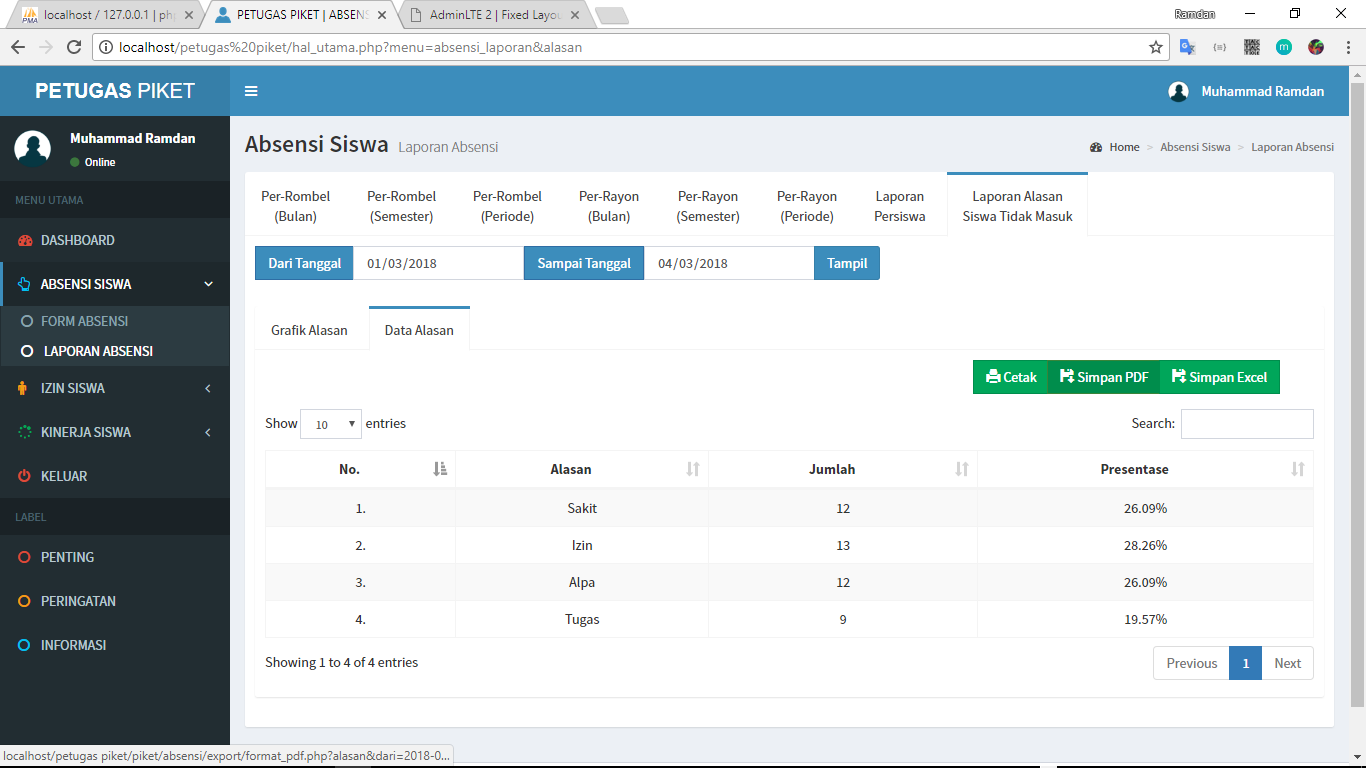 localhost / 127.0.0.1 | ph
PETUGAS PIKET | ABSENS
AdminLTE 2 | Fixed Layou
Ramdan
localhost/petugas%20piket/hal_utama.php?menu=absensi_laporan&alasan
PETUGAS PIKET
Muhammad Ramdan
Muhammad Ramdan
Online
Absensi Siswa Laporan Absensi
Home > Absensi Siswa > Laporan Absensi
MENU UTAMA
DASHBOARD
ABSENSI SISWA
FORM ABSENSI
LAPORAN ABSENSI
IZIN SISWA
KINERJA SISWA
KELUAR
LABEL
PENTING
PERINGATAN
INFORMASI
Per-Rombel
(Bulan)
Per-Rombel
(Semester)
Per-Rombel
(Periode)
Per-Rayon
(Bulan)
Per-Rayon
(Semester)
Per-Rayon
(Periode)
Laporan
Persiswa
Laporan Alasan
Siswa Tidak Masuk
Dari Tanggal 01/03/2018 Sampai Tanggal 04/03/2018 Tampil
Grafik Alasan Data Alasan
Cetak Simpan PDF Simpan Excel
Show 10 entries Search:
No. Alasan Jumlah Presentase
1. Sakit 12 26.09%
2. Izin 13 28.26%
3. Alpa 12 26.09%
4. Tugas 9 19.57%
Showing 1 to 4 of 4 entries
Previous 1 Next
localhost/petugas piket/piket/absensi/export/format_pdf.php?alasan&dari=2018-0...